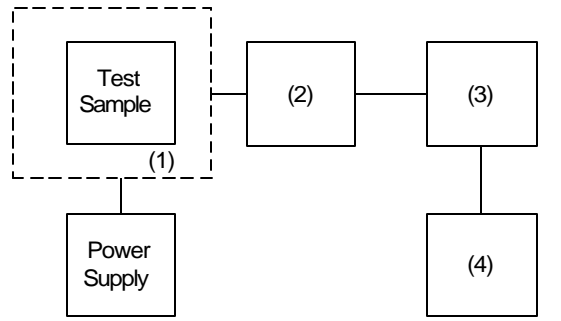 Test
Sample
(1)
(2)
(3)
Power
Supply
(4)